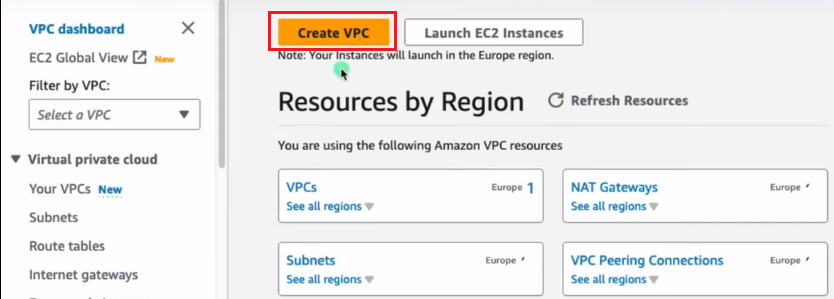 VPC dashboard
EC2 Global View New
Filter by VPC:
Select a VPC
Virtual private cloud
Your VPCs New
Subnets
Route tables
Internet gateways
Create VPC
Launch EC2 Instances
Note: Your Instances will launch in the Europe region.
Resources by Region
Refresh Resources
You are using the following Amazon VPC resources
VPCs Europe 1
See all regions
NAT Gateways Europe
See all regions
Subnets Europe
See all regions
VPC Peering Connections Europe
See all regions